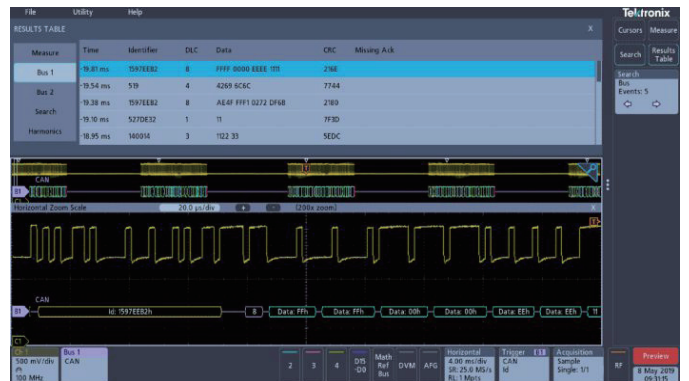 File Utility Help
Tektronix
RESULTS TABLE X
Cursors Measure
Search Results Table
Measure
Bus 1
Bus 2
Search
Harmonics
Time Identifier DLC Data CRC Missing Ack
-19.81 ms 1597EEB2 8 FFFF 0000 EEEE 1111 216E
-19.54 ms 519 4 4269 6C6C 7744
-19.38 ms 1597EEB2 8 AE4F FFF1 0272 DF6B 2180
-19.10 ms 527DE32 1 11 7F3D
-18.95 ms 140014 3 1122 33 5EDC
Search
Bus
Events: 5
CAN
B1
Horizontal Zoom Scale 20.0 µs/div (200x zoom) X
CAN
B1 Id: 1597EEB2h 8 Data: FFh Data: FFh Data: 00h Data: 00h Data: EEh Data: EEh 11
C1
Ch 1
500 mV/div
100 MHz
Bus 1
CAN
2 3 4 D15 -D0
Math
Ref
Bus
DVM AFG
Horizontal
4.00 ms/div
SR: 25.0 MS/s
RL: 1 Mpts
Trigger B1
CAN
Id
Acquisition
Sample
Single: 1/1
RF
Preview
8 May 2019
09:31:15